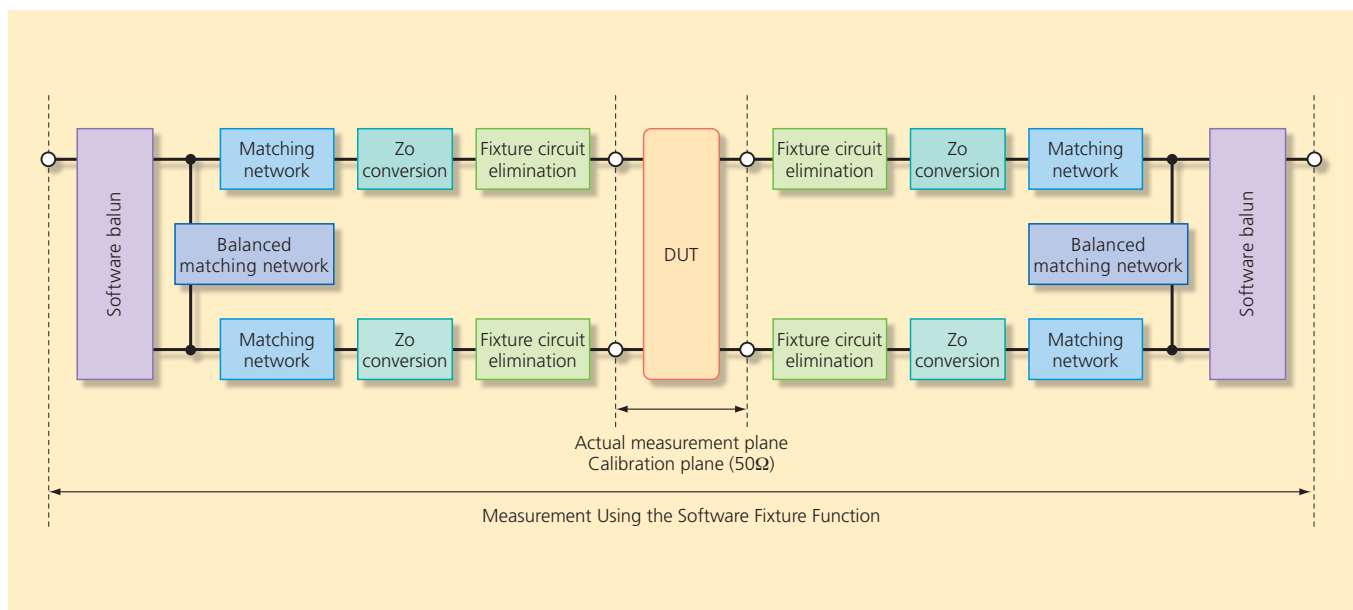 Software balun
Matching
network
Zo
conversion
Fixture circuit
elimination
DUT
Fixture circuit
elimination
Zo
conversion
Matching
network
Software balun
Balanced
matching network
Balanced
matching network
Matching
network
Zo
conversion
Fixture circuit
elimination
Fixture circuit
elimination
Zo
conversion
Matching
network
Actual measurement plane
Calibration plane (50Ω)
Measurement Using the Software Fixture Function